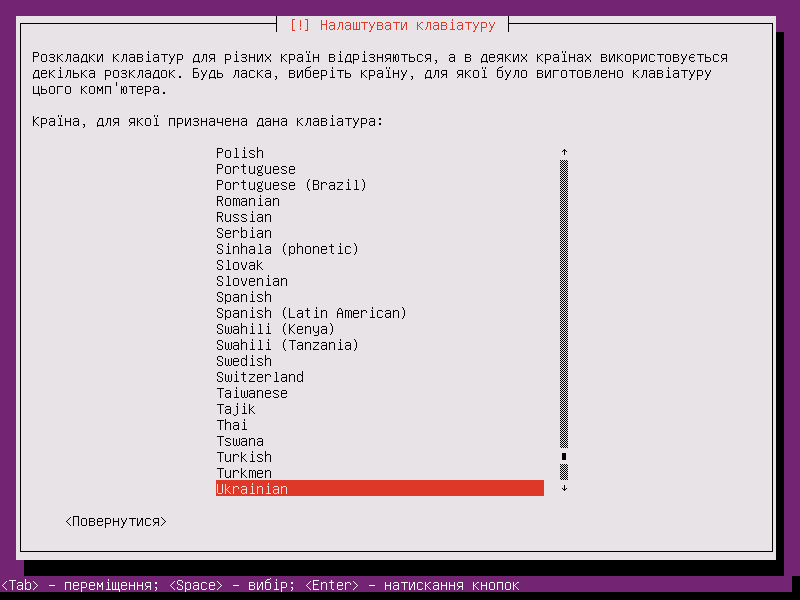 [!] Налаштувати клавіатуру
Розкладки клавіатур для різних країн відрізняються, а в деяких країнах використовується
декілька розкладок. Будь ласка, виберіть країну, для якої було виготовлено клавіатуру
цього комп'ютера.
Країна, для якої призначена дана клавіатура:
Polish
Portuguese
Portuguese (Brazil)
Romanian
Russian
Serbian
Sinhala (phonetic)
Slovak
Slovenian
Spanish
Spanish (Latin American)
Swahili (Kenya)
Swahili (Tanzania)
Swedish
Switzerland
Taiwanese
Tajik
Thai
Tswana
Turkish
Turkmen
Ukrainian
<Повернутися>
<Tab> – переміщення; <Space> – вибір; <Enter> – натискання кнопок